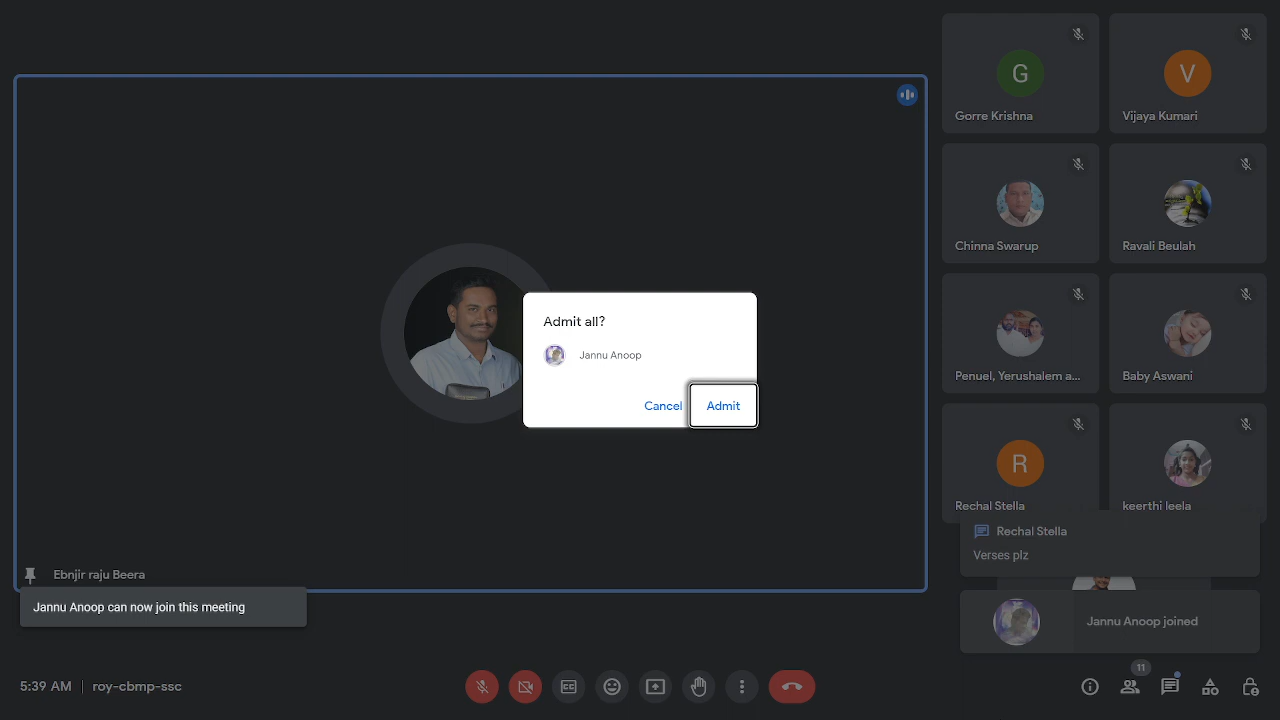 G
Gorre Krishna
V
Vijaya Kumari
Chinna Swarup
Ravali Beulah
Penuel, Yerushalem a...
Baby Aswani
R
Rechal Stella
keerthi leela
Admit all?
Jannu Anoop
Cancel
Admit
Ebnjir raju Beera
Jannu Anoop can now join this meeting
Rechal Stella
Verses plz
Jannu Anoop joined
5:39 AM | roy-cbmp-ssc
CC
11